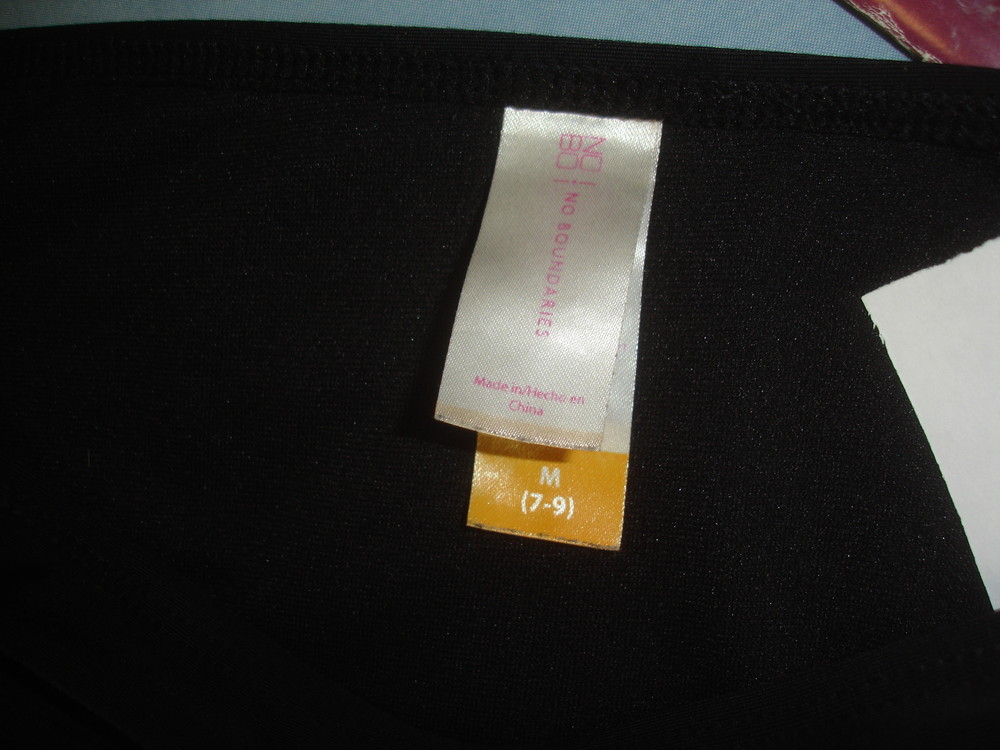 NO
BO
NO BOUNDARIES
Made in/Hecho en
China
M
(7-9)